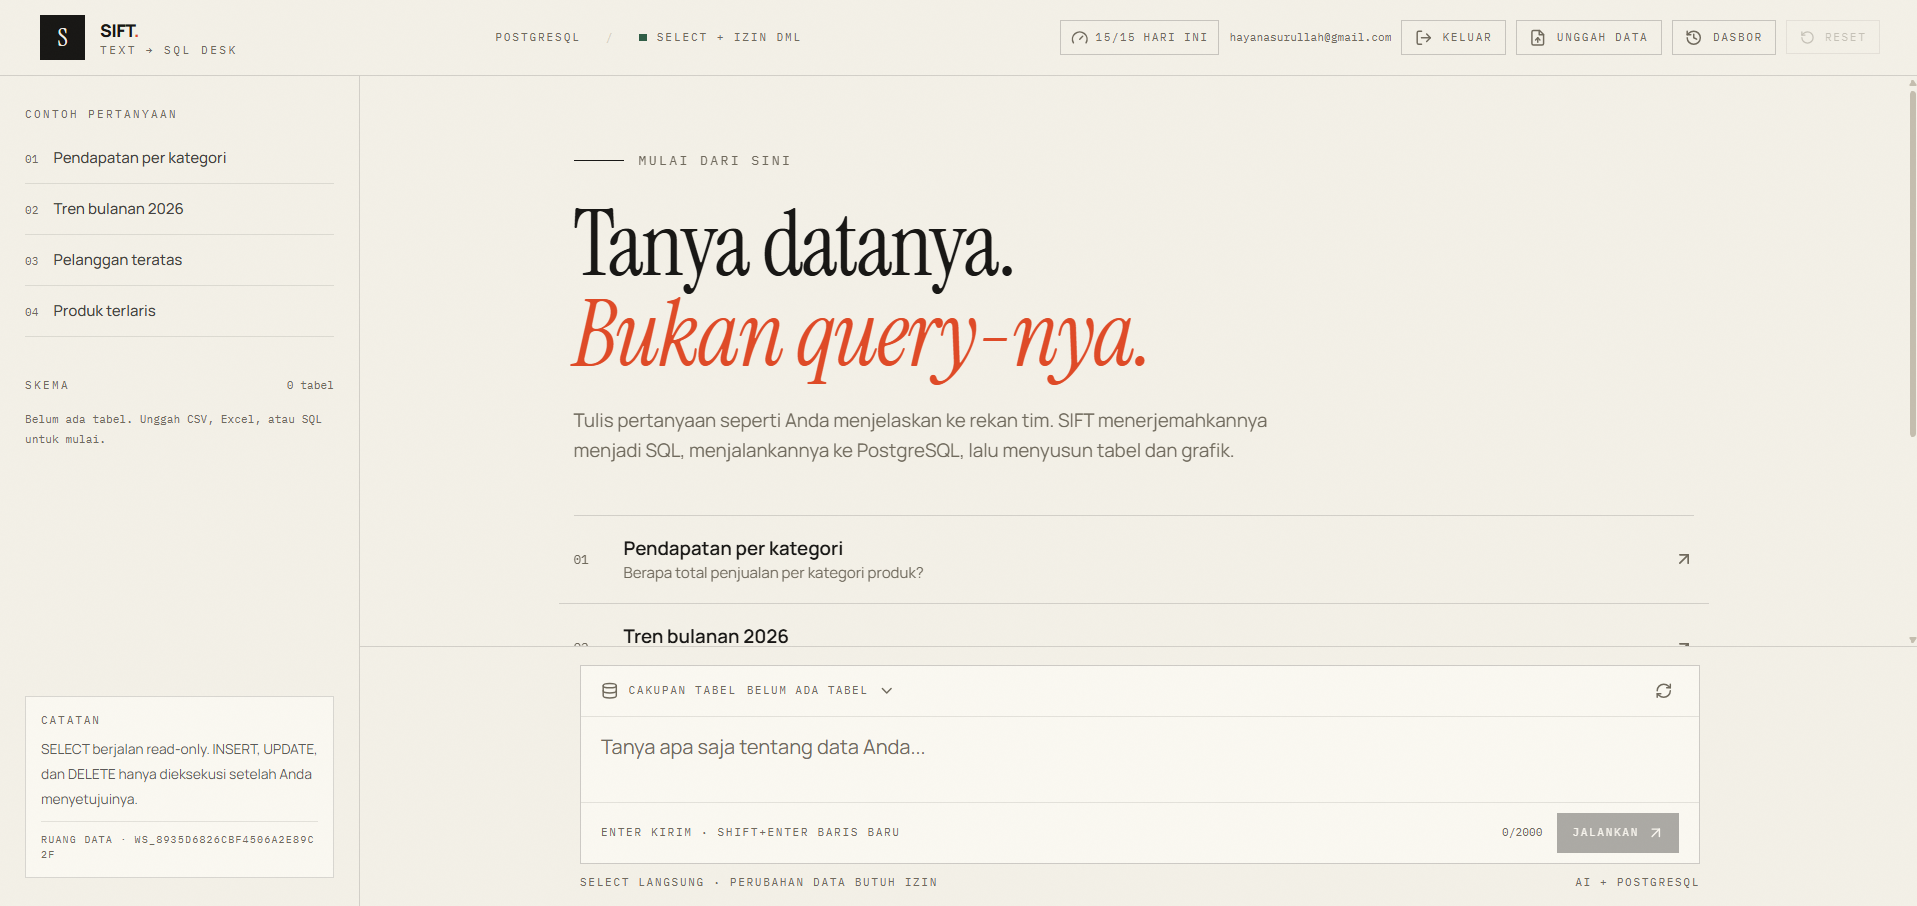 S
SIFT.
TEXT → SQL DESK
POSTGRESQL / SELECT + IZIN DML
15/15 HARI INI
hayanasurullah@gmail.com
KELUAR
UNGGAH DATA
DASBOR
RESET
CONTOH PERTANYAAN
01 Pendapatan per kategori
02 Tren bulanan 2026
03 Pelanggan teratas
04 Produk terlaris
SKEMA 0 tabel
Belum ada tabel. Unggah CSV, Excel, atau SQL
untuk mulai.
CATATAN
SELECT berjalan read-only. INSERT, UPDATE,
dan DELETE hanya dieksekusi setelah Anda
menyetujuinya.
RUANG DATA · WS_8935D6826CBF4506A2E89C
2F
MULAI DARI SINI
Tanya datanya.
Bukan query-nya.
Tulis pertanyaan seperti Anda menjelaskan ke rekan tim. SIFT menerjemahkannya
menjadi SQL, menjalankannya ke PostgreSQL, lalu menyusun tabel dan grafik.
01 Pendapatan per kategori
Berapa total penjualan per kategori produk?
Tren bulanan 2026
CAKUPAN TABEL BELUM ADA TABEL
Tanya apa saja tentang data Anda...
ENTER KIRIM · SHIFT+ENTER BARIS BARU
0/2000
JALANKAN
SELECT LANGSUNG · PERUBAHAN DATA BUTUH IZIN
AI + POSTGRESQL